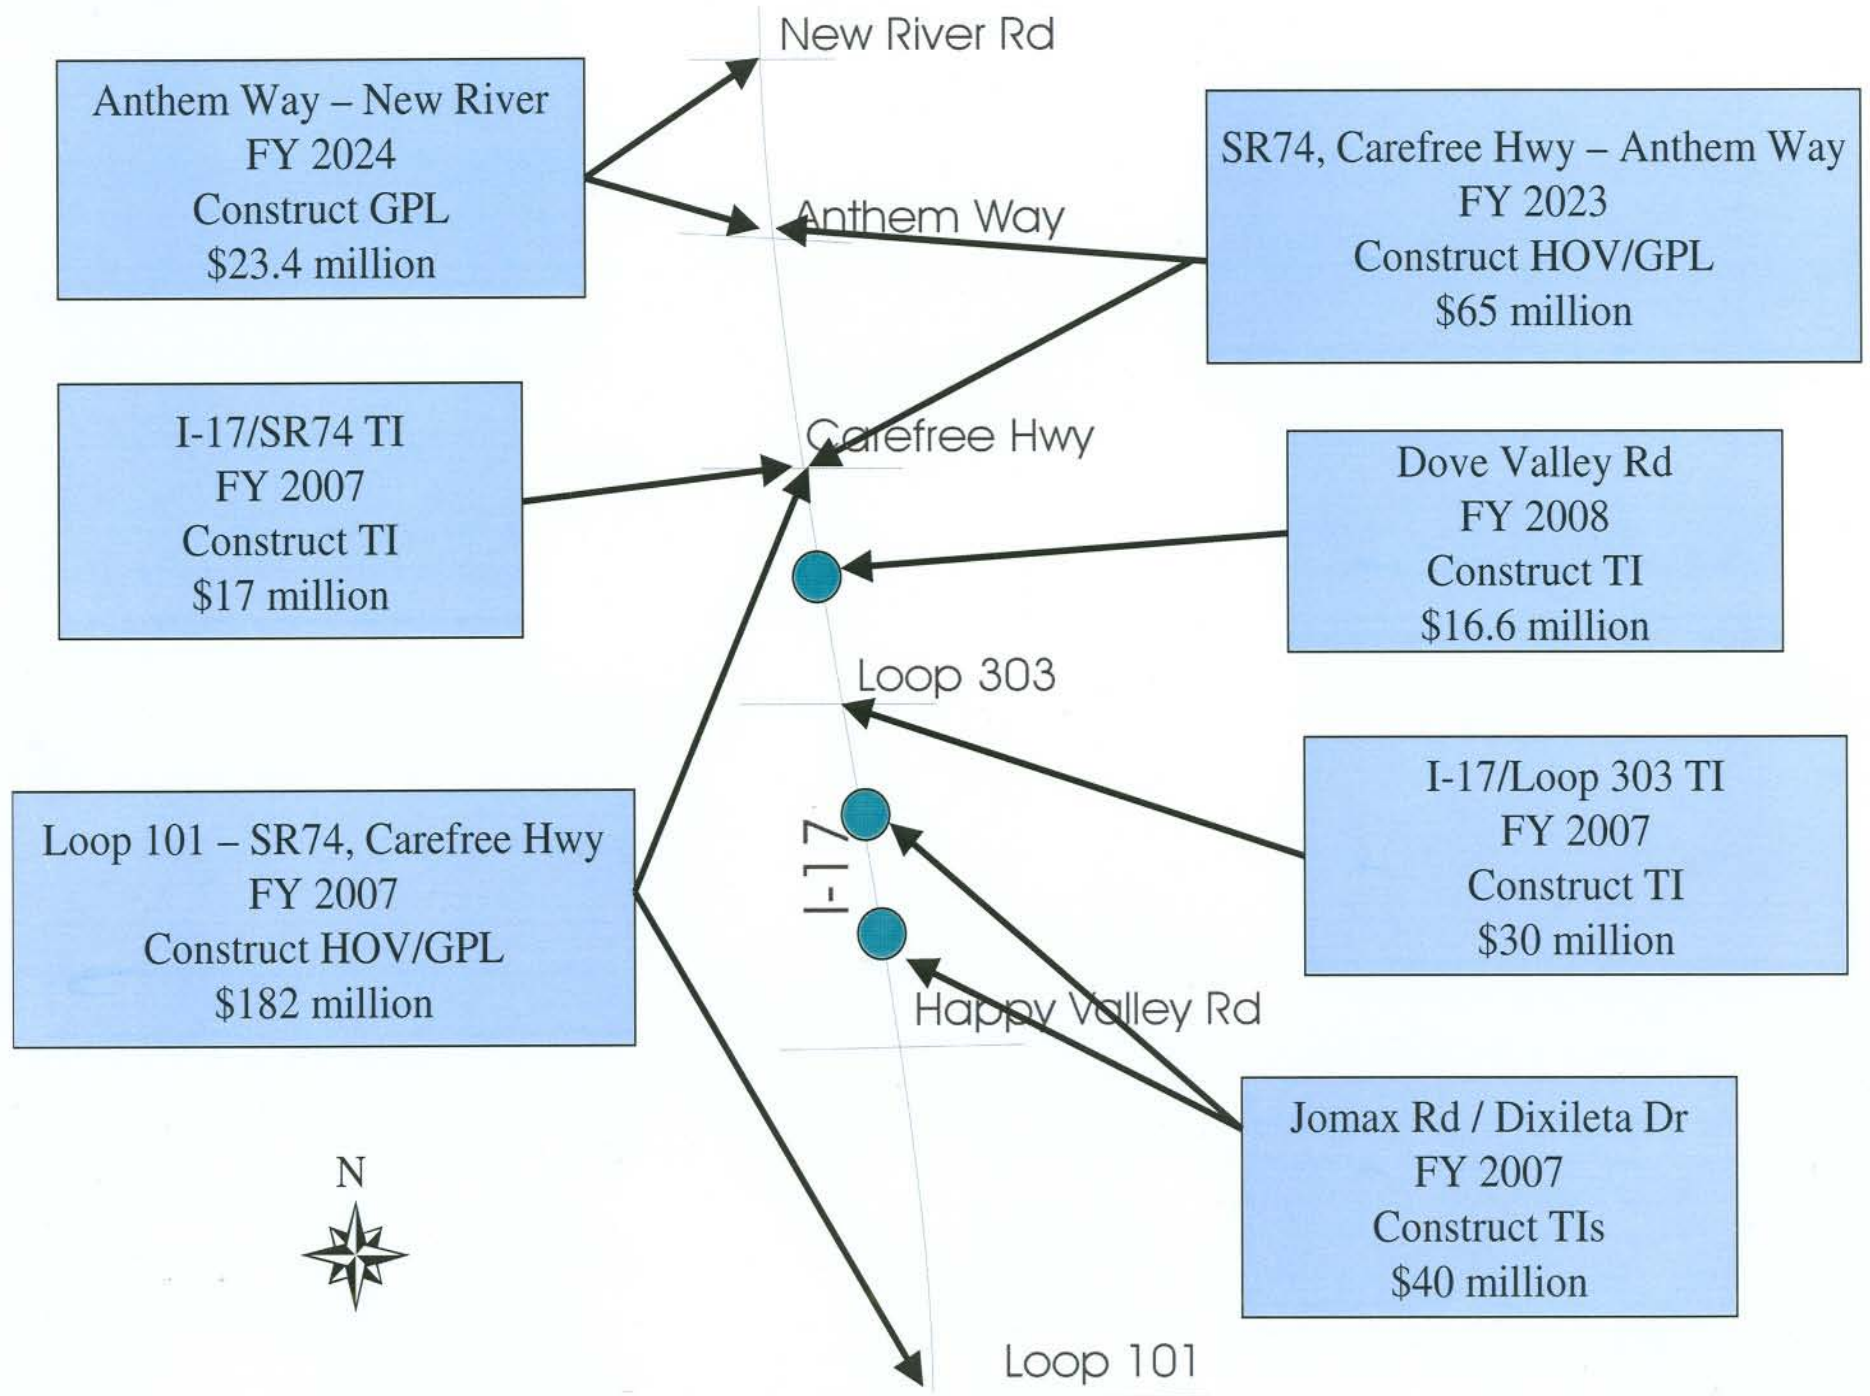 New River Rd
Anthem Way – New River
FY 2024
Construct GPL
$23.4 million
SR74, Carefree Hwy – Anthem Way
FY 2023
Construct HOV/GPL
$65 million
Anthem Way
I-17/SR74 TI
FY 2007
Construct TI
$17 million
Carefree Hwy
Dove Valley Rd
FY 2008
Construct TI
$16.6 million
Loop 303
I-17/Loop 303 TI
FY 2007
Construct TI
$30 million
Loop 101 – SR74, Carefree Hwy
FY 2007
Construct HOV/GPL
$182 million
I-17
Happy Valley Rd
Jomax Rd / Dixileta Dr
FY 2007
Construct TIs
$40 million
N
Loop 101